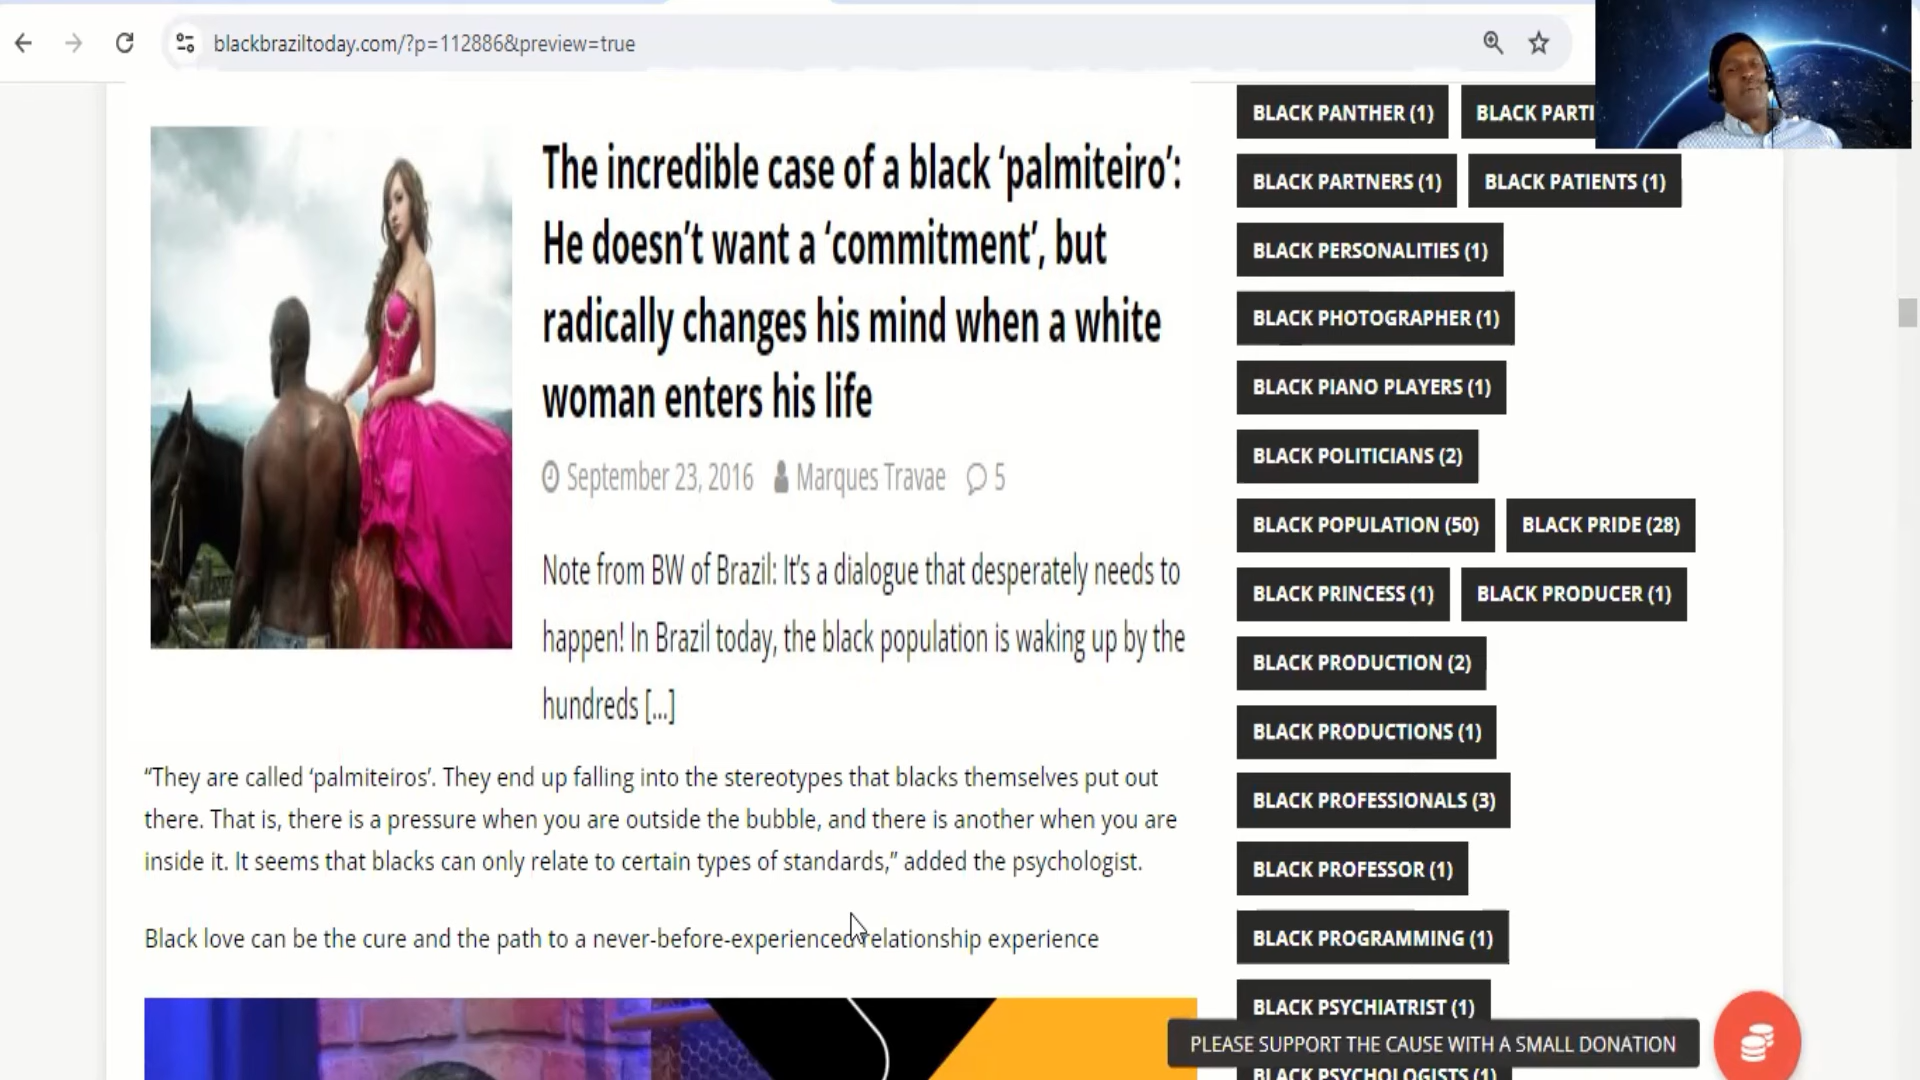 blackbraziltoday.com/?p=112886&preview=true
The incredible case of a black ‘palmiteiro’:
He doesn’t want a ‘commitment’, but
radically changes his mind when a white
woman enters his life
September 23, 2016 Marques Travae 5
Note from BW of Brazil: It’s a dialogue that desperately needs to
happen! In Brazil today, the black population is waking up by the
hundreds [...]
“They are called ‘palmiteiros’. They end up falling into the stereotypes that blacks themselves put out
there. That is, there is a pressure when you are outside the bubble, and there is another when you are
inside it. It seems that blacks can only relate to certain types of standards,” added the psychologist.
Black love can be the cure and the path to a never-before-experienced relationship experience
BLACK PANTHER (1) BLACK PARTI
BLACK PARTNERS (1) BLACK PATIENTS (1)
BLACK PERSONALITIES (1)
BLACK PHOTOGRAPHER (1)
BLACK PIANO PLAYERS (1)
BLACK POLITICIANS (2)
BLACK POPULATION (50) BLACK PRIDE (28)
BLACK PRINCESS (1) BLACK PRODUCER (1)
BLACK PRODUCTION (2)
BLACK PRODUCTIONS (1)
BLACK PROFESSIONALS (3)
BLACK PROFESSOR (1)
BLACK PROGRAMMING (1)
BLACK PSYCHIATRIST (1)
PLEASE SUPPORT THE CAUSE WITH A SMALL DONATION
BLACK PSYCHOLOGISTS (1)